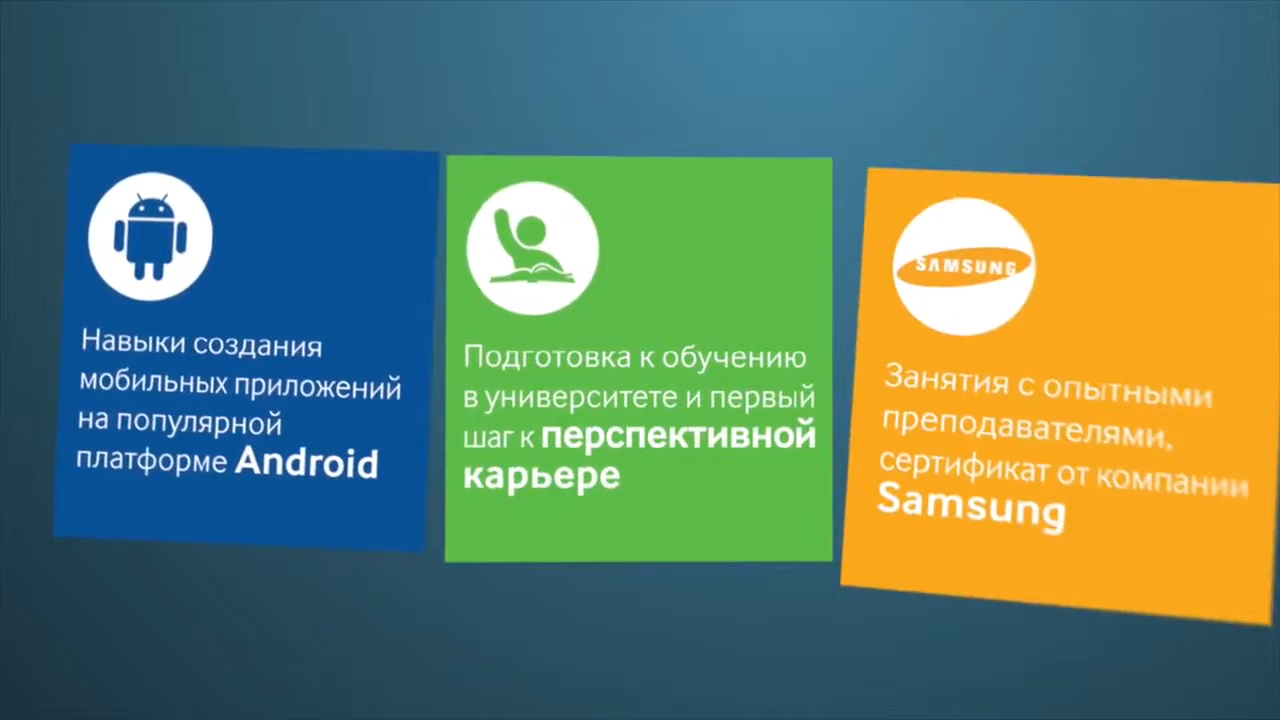 Навыки создания
мобильных приложений
на популярной
платформе Android
Подготовка к обучению
в университете и первый
шаг к перспективной
карьере
SAMSUNG
Занятия с опытными
преподавателями,
сертификат от компании
Samsung